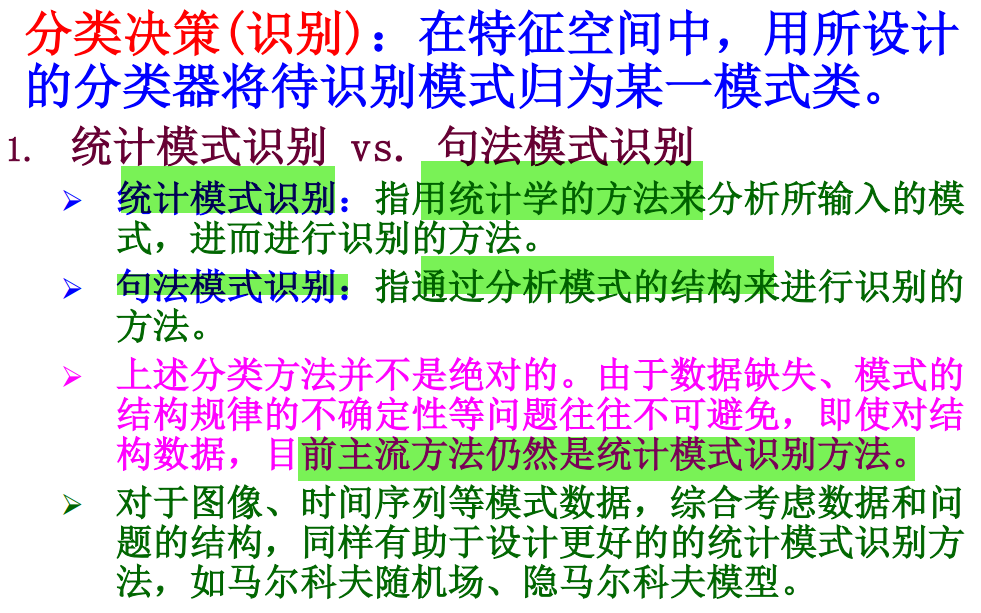 分类决策(识别)：在特征空间中，用所设计
的分类器将待识别模式归为某一模式类。
1. 统计模式识别 vs. 句法模式识别
➢ 统计模式识别：指用统计学的方法来分析所输入的模
式，进而进行识别的方法。
➢ 句法模式识别：指通过分析模式的结构来进行识别的
方法。
➢ 上述分类方法并不是绝对的。由于数据缺失、模式的
结构规律的不确定性等问题往往不可避免，即使对结
构数据，目前主流方法仍然是统计模式识别方法。
➢ 对于图像、时间序列等模式数据，综合考虑数据和问
题的结构，同样有助于设计更好的的统计模式识别方
法，如马尔科夫随机场、隐马尔科夫模型。